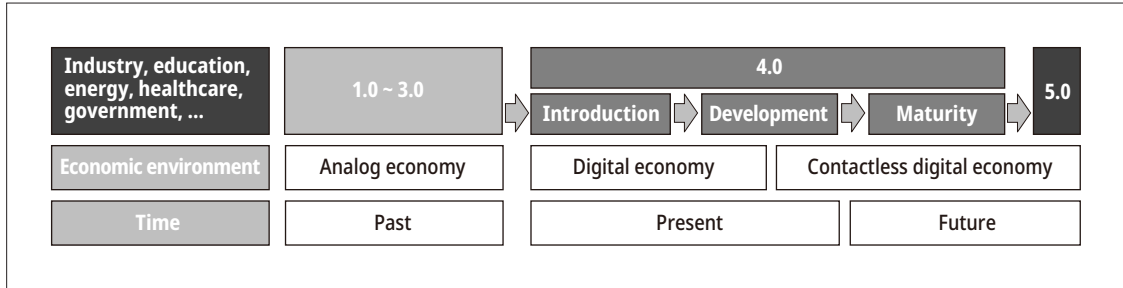 Industry, education,
energy, healthcare,
government, ...
1.0 ~ 3.0
4.0
Introduction
Development
Maturity
5.0
Economic environment
Analog economy
Digital economy
Contactless digital economy
Time
Past
Present
Future